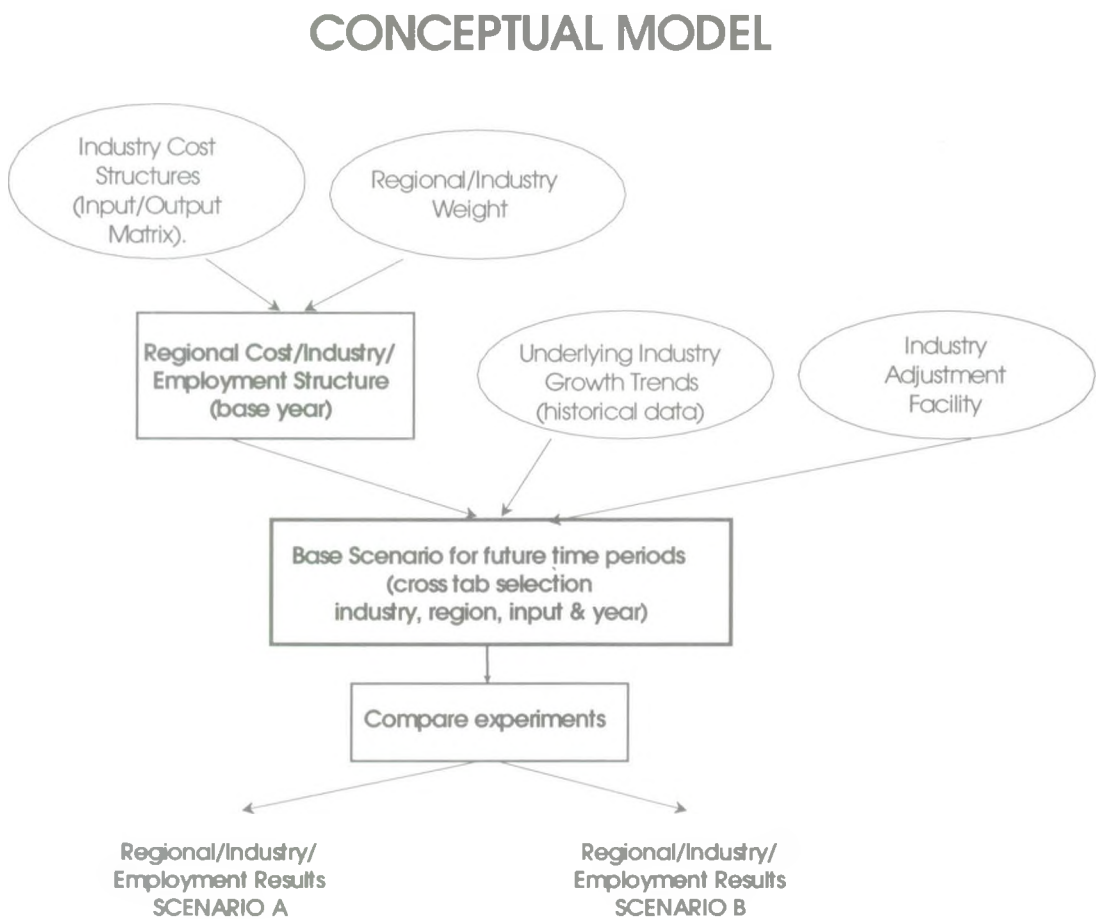 CONCEPTUAL MODEL
Industry Cost
Structures
(Input/Output
Matrix).
Regional/Industry
Weight
Regional Cost/Industry/
Employment Structure
(base year)
Underlying Industry
Growth Trends
(historical data)
Industry
Adjustment
Facility
Base Scenario for future time periods
(cross tab selection
industry, region, input & year)
Compare experiments
Regional/Industry/
Employment Results
SCENARIO A
Regional/Industry/
Employment Results
SCENARIO B